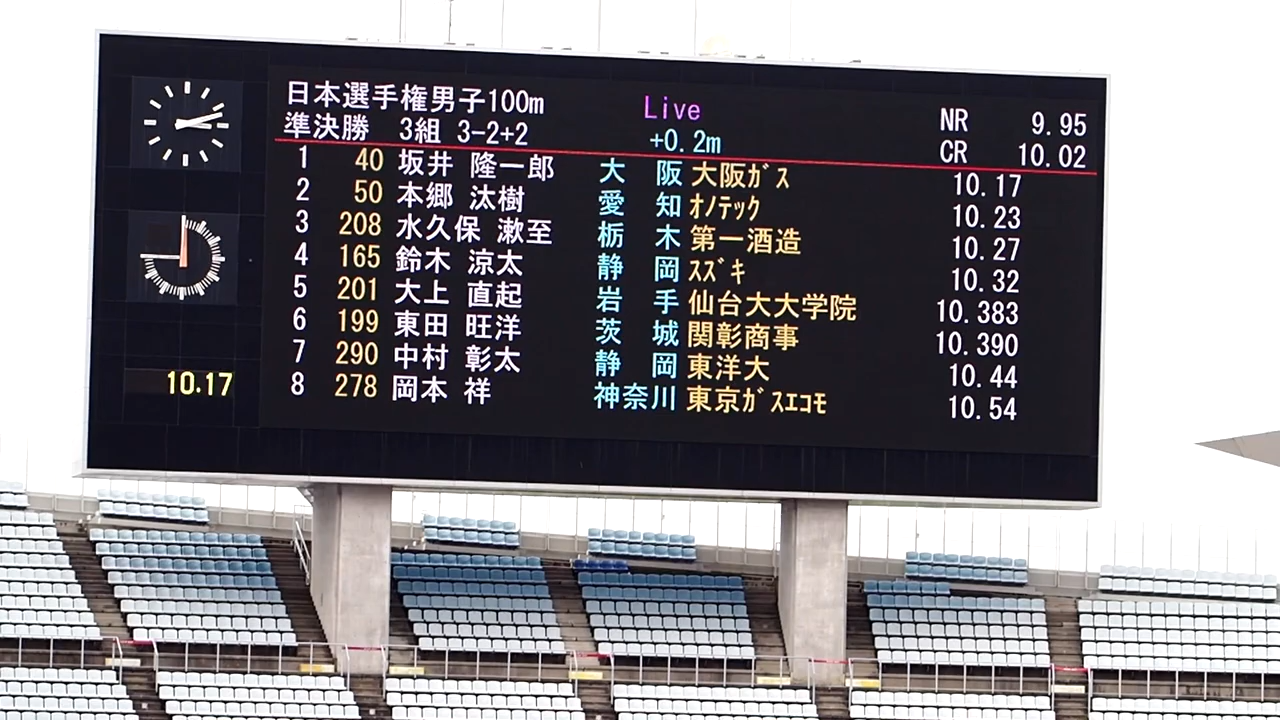 日本選手権男子100m Live NR 9.95
準決勝 3組 3-2+2 +0.2m CR 10.02
1 40 坂井 隆一郎 大 阪 大阪ｶﾞｽ 10.17
2 50 本郷 汰樹 愛 知 ｵﾉﾃｯｸ 10.23
3 208 水久保 漱至 栃 木 第一酒造 10.27
4 165 鈴木 涼太 静 岡 ｽｽﾞｷ 10.32
5 201 大上 直起 岩 手 仙台大大学院 10.383
6 199 東田 旺洋 茨 城 関彰商事 10.390
7 290 中村 彰太 静 岡 東洋大 10.44
8 278 岡本 祥 神奈川 東京ｶﾞｽｴｺﾓ 10.54
10.17